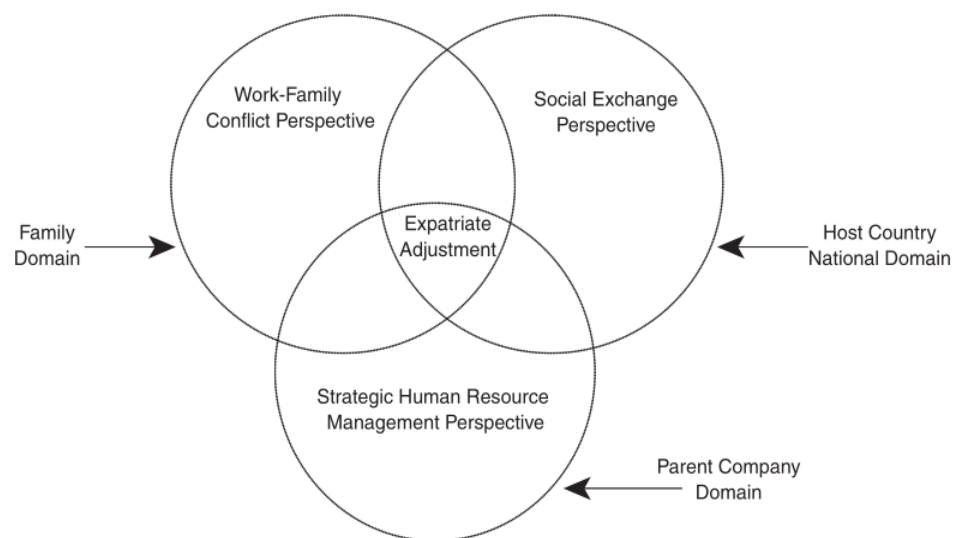 Work-Family
Conflict Perspective
Social Exchange
Perspective
Expatriate
Adjustment
Family
Domain
Host Country
National Domain
Strategic Human Resource
Management Perspective
Parent Company
Domain